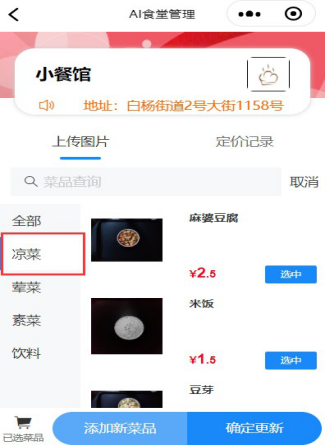 AI食堂管理
小餐馆
地址：白杨街道2号大街1158号
上传图片
定价记录
菜品查询
取消
全部
凉菜
荤菜
素菜
饮料
麻婆豆腐
¥2.5
选中
米饭
¥1.5
选中
豆芽
已选菜品
添加新菜品
确定更新